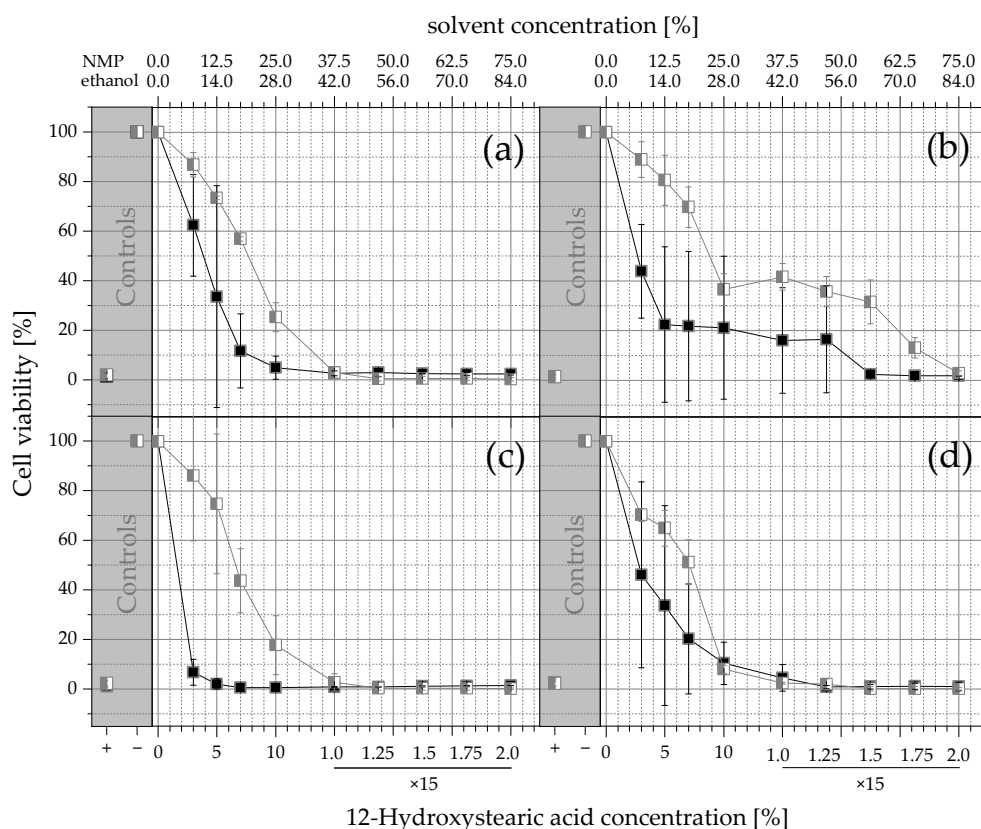 solvent concentration [%]
NMP 0.0 12.5 25.0 37.5 50.0 62.5 75.0 0.0 12.5 25.0 37.5 50.0 62.5 75.0
ethanol 0.0 14.0 28.0 42.0 56.0 70.0 84.0 0.0 14.0 28.0 42.0 56.0 70.0 84.0
100 (a) (b)
80
60
Controls Controls
40
20
0
Cell viability [%]
100 (c) (d)
80
60
Controls Controls
40
20
0
+ − 0 5 10 1.0 1.25 1.5 1.75 2.0 + − 0 5 10 1.0 1.25 1.5 1.75 2.0
×15 ×15
12-Hydroxystearic acid concentration [%]